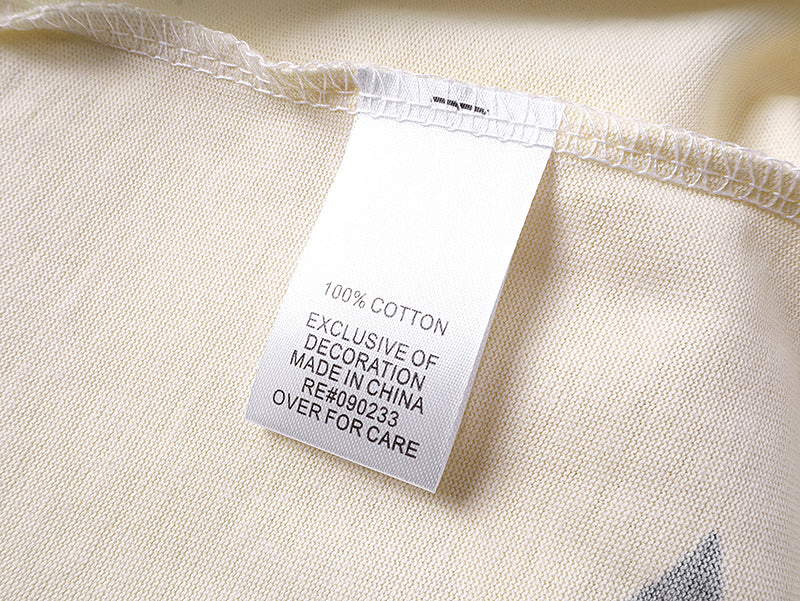 100% COTTON
EXCLUSIVE OF
DECORATION
MADE IN CHINA
RE#090233
OVER FOR CARE